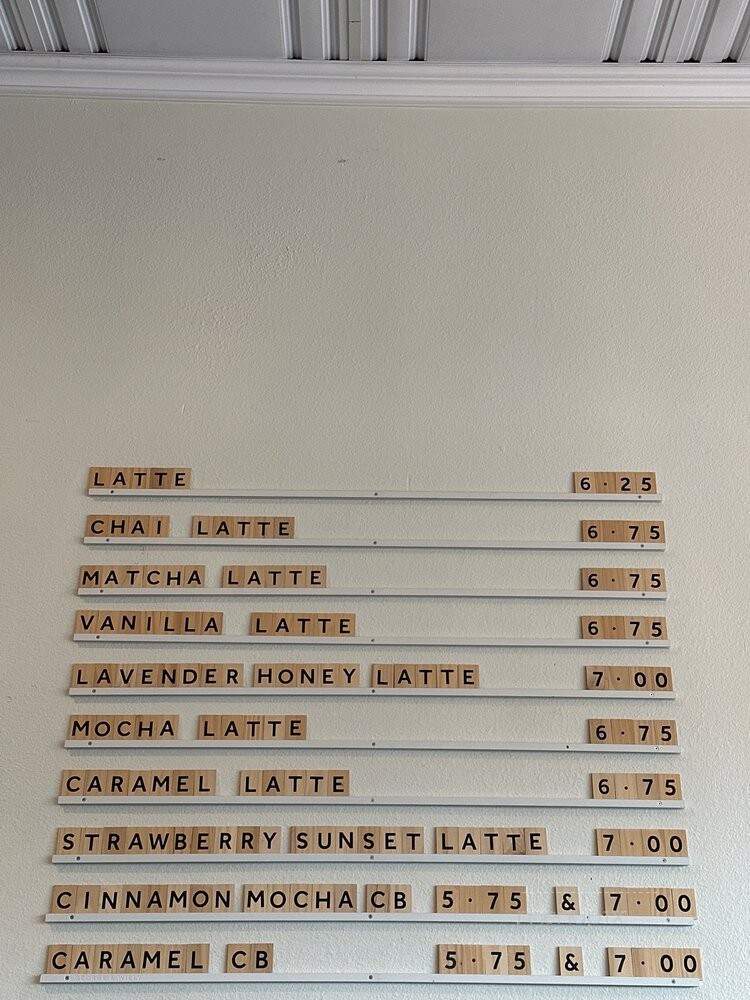 LATTE 6.25
CHAI LATTE 6.75
MATCHA LATTE 6.75
VANILLA LATTE 6.75
LAVENDER HONEY LATTE 7.00
MOCHA LATTE 6.75
CARAMEL LATTE 6.75
STRAWBERRY SUNSET LATTE 7.00
CINNAMON MOCHA CB 5.75 & 7.00
CARAMEL CB 5.75 & 7.00